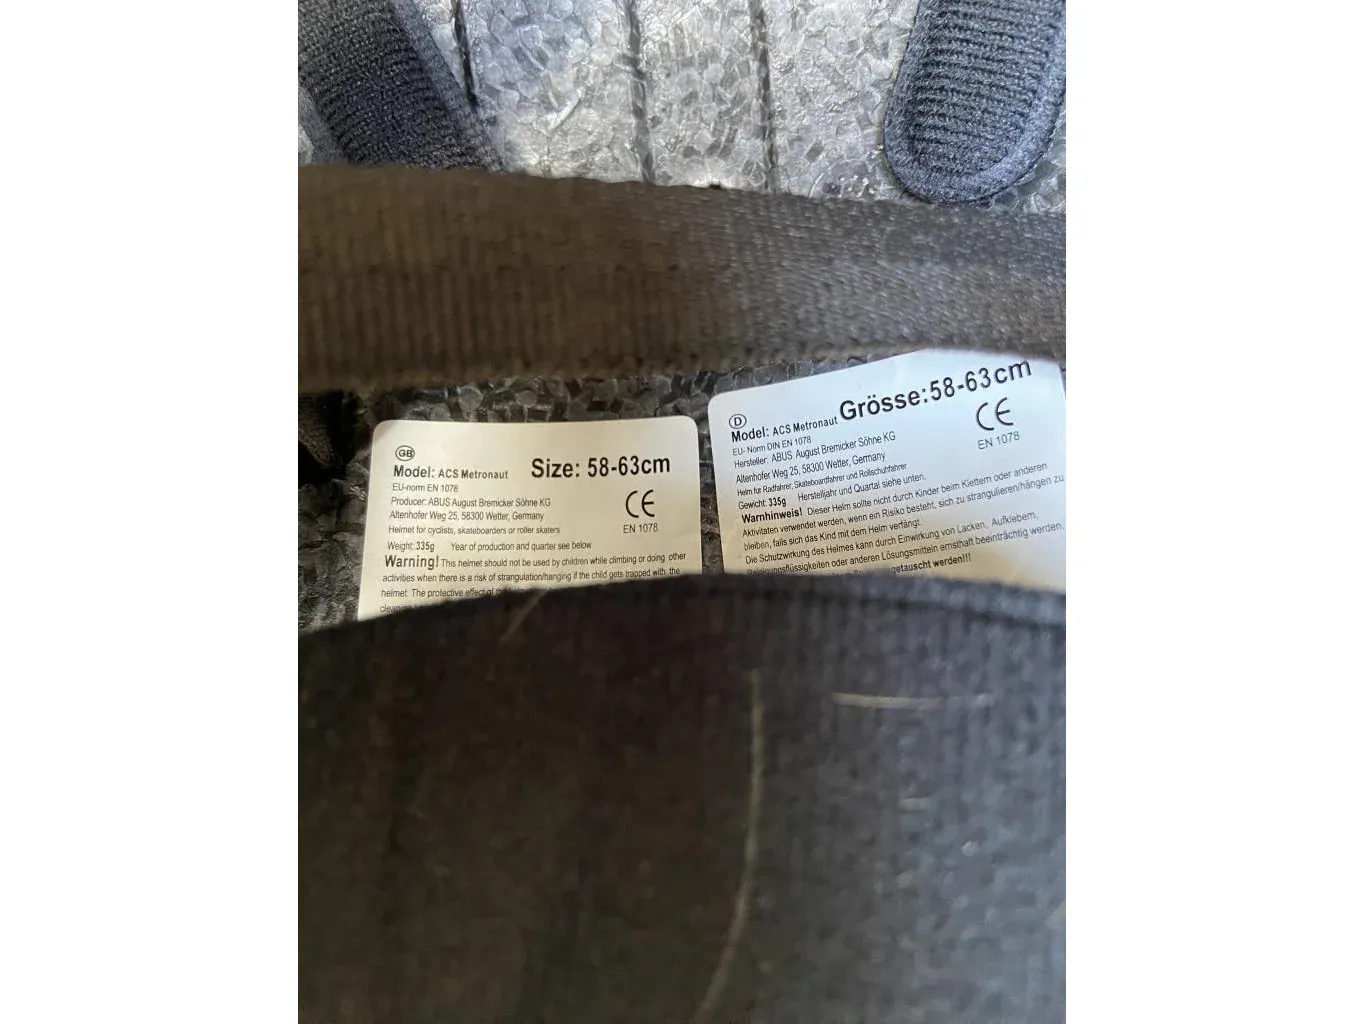 GB
Model: ACS Metronaut Size: 58-63cm
EU-norm EN 1078
Producer: ABUS August Bremicker Söhne KG
Altenhofer Weg 25, 58300 Wetter, Germany
CE
EN 1078
Helmet for cyclists, skateboarders or roller skaters
Weight: 335g Year of production and quarter see below
Warning! This helmet should not be used by children while climbing or doing other
activities when there is a risk of strangulation/hanging if the child gets trapped with the
helmet. The protective effect of
D
Model: ACS Metronaut Grösse: 58-63cm
EU- Norm DIN EN 1078
Hersteller: ABUS August Bremicker Söhne KG
Altenhofer Weg 25, 58300 Wetter, Germany
CE
EN 1078
Helm für Radfahrer, Skateboardfahrer und Rollschuhfahrer
Gewicht: 335g Herstelljahr und Quartal siehe unten.
Warnhinweis! Dieser Helm sollte nicht durch Kinder beim Klettern oder anderen
Aktivitäten verwendet werden, wenn ein Risiko besteht, sich zu strangulieren/hängen zu
bleiben, falls sich das Kind mit dem Helm verfängt.
Die Schutzwirkung des Helmes kann durch Einwirkung von Lacken, Aufklebern,
Reinigungsflüssigkeiten oder anderen Lösungsmitteln ernsthaft beeinträchtig werden,
getauscht werden!!!